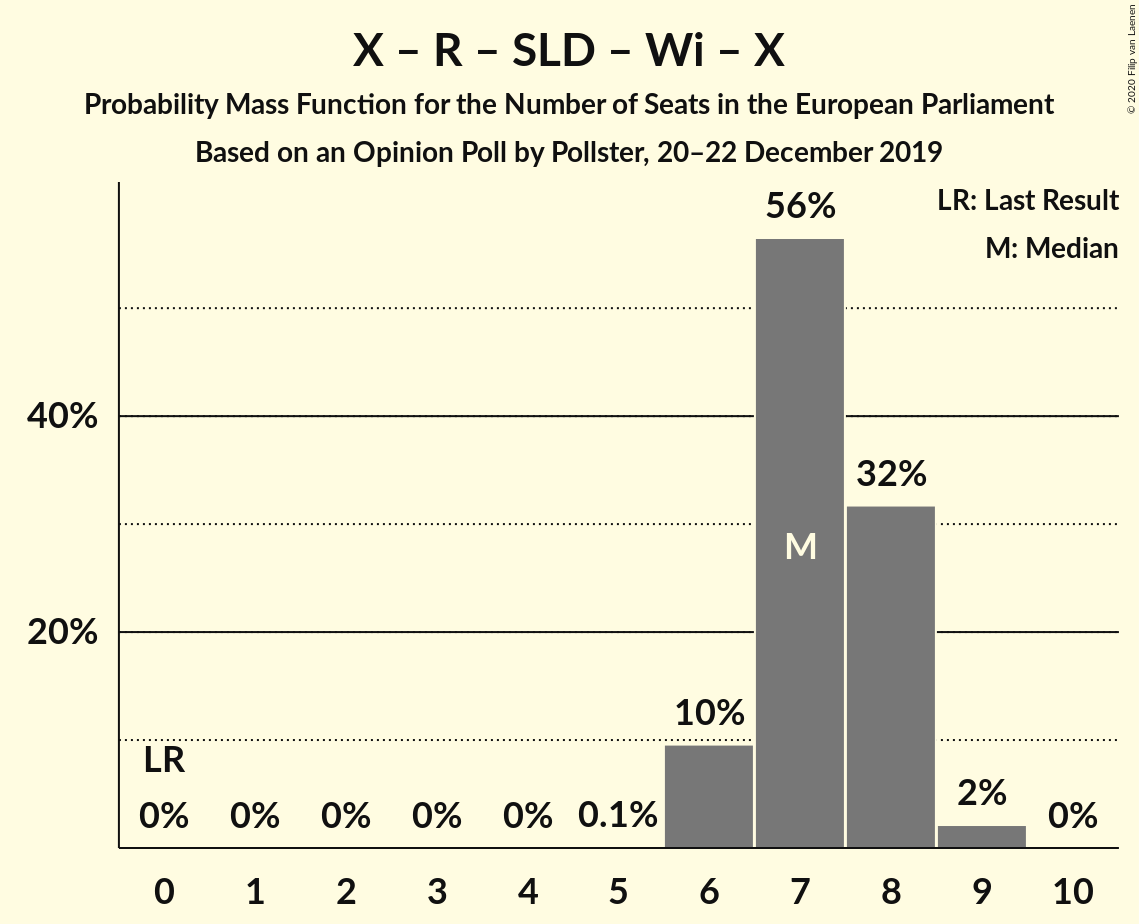 X – R – SLD – Wi – X
Probability Mass Function for the Number of Seats in the European Parliament
Based on an Opinion Poll by Pollster, 20–22 December 2019
© 2020 Filip van Laenen
LR: Last Result
M: Median
56%
40%
32%
M
20%
10%
LR
2%
0% 0% 0% 0% 0% 0.1% 0%
0 1 2 3 4 5 6 7 8 9 10